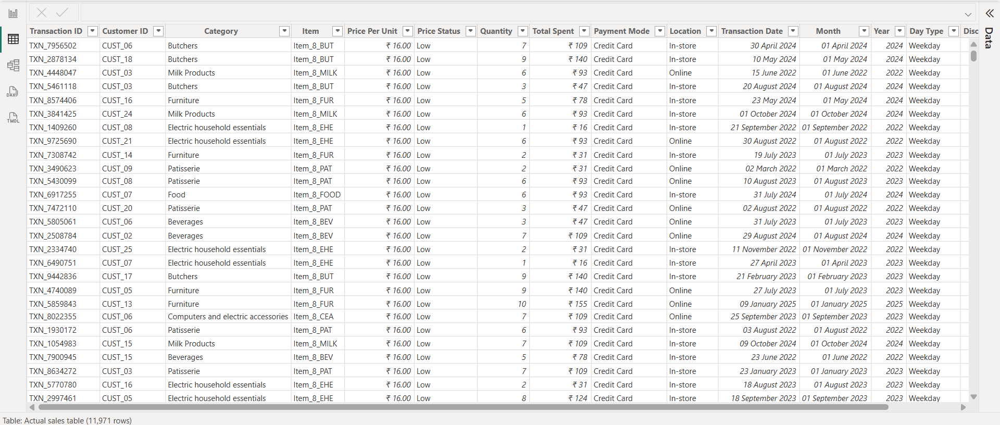 Transaction ID Customer ID Category Item Price Per Unit Price Status Quantity Total Spent Payment Mode Location Transaction Date Month Year Day Type Disc
TXN_7956502 CUST_06 Butchers Item_8_BUT ₹ 16.00 Low 7 ₹ 109 Credit Card In-store 30 April 2024 01 April 2024 2024 Weekday
TXN_2878134 CUST_18 Butchers Item_8_BUT ₹ 16.00 Low 9 ₹ 140 Credit Card In-store 10 May 2024 01 May 2024 2024 Weekday
TXN_4448047 CUST_03 Milk Products Item_8_MILK ₹ 16.00 Low 6 ₹ 93 Credit Card Online 15 June 2022 01 June 2022 2022 Weekday
TXN_5461118 CUST_03 Butchers Item_8_BUT ₹ 16.00 Low 3 ₹ 47 Credit Card In-store 20 August 2024 01 August 2024 2024 Weekday
TXN_8574406 CUST_16 Furniture Item_8_FUR ₹ 16.00 Low 5 ₹ 78 Credit Card In-store 23 May 2024 01 May 2024 2024 Weekday
TXN_3841425 CUST_24 Milk Products Item_8_MILK ₹ 16.00 Low 6 ₹ 93 Credit Card In-store 01 October 2024 01 October 2024 2024 Weekday
TXN_1409260 CUST_08 Electric household essentials Item_8_EHE ₹ 16.00 Low 1 ₹ 16 Credit Card In-store 21 September 2022 01 September 2022 2022 Weekday
TXN_9725690 CUST_21 Electric household essentials Item_8_EHE ₹ 16.00 Low 6 ₹ 93 Credit Card Online 30 August 2022 01 August 2022 2022 Weekday
TXN_7308742 CUST_14 Furniture Item_8_FUR ₹ 16.00 Low 2 ₹ 31 Credit Card In-store 19 July 2023 01 July 2023 2023 Weekday
TXN_3490623 CUST_09 Patisserie Item_8_PAT ₹ 16.00 Low 2 ₹ 31 Credit Card Online 02 March 2022 01 March 2022 2022 Weekday
TXN_5430099 CUST_08 Patisserie Item_8_PAT ₹ 16.00 Low 6 ₹ 93 Credit Card Online 10 August 2023 01 August 2023 2023 Weekday
TXN_6917255 CUST_07 Food Item_8_FOOD ₹ 16.00 Low 6 ₹ 93 Credit Card In-store 31 July 2024 01 July 2024 2024 Weekday
TXN_7472110 CUST_20 Patisserie Item_8_PAT ₹ 16.00 Low 3 ₹ 47 Credit Card Online 02 August 2022 01 August 2022 2022 Weekday
TXN_5805061 CUST_06 Beverages Item_8_BEV ₹ 16.00 Low 3 ₹ 47 Credit Card Online 31 July 2023 01 July 2023 2023 Weekday
TXN_2508784 CUST_02 Beverages Item_8_BEV ₹ 16.00 Low 7 ₹ 109 Credit Card Online 29 August 2024 01 August 2024 2024 Weekday
TXN_2334740 CUST_25 Electric household essentials Item_8_EHE ₹ 16.00 Low 2 ₹ 31 Credit Card In-store 11 November 2022 01 November 2022 2022 Weekday
TXN_6490751 CUST_07 Electric household essentials Item_8_EHE ₹ 16.00 Low 1 ₹ 16 Credit Card In-store 27 April 2023 01 April 2023 2023 Weekday
TXN_9442836 CUST_17 Butchers Item_8_BUT ₹ 16.00 Low 9 ₹ 140 Credit Card In-store 21 February 2023 01 February 2023 2023 Weekday
TXN_4740089 CUST_05 Furniture Item_8_FUR ₹ 16.00 Low 9 ₹ 140 Credit Card Online 27 July 2023 01 July 2023 2023 Weekday
TXN_5859843 CUST_13 Furniture Item_8_FUR ₹ 16.00 Low 10 ₹ 155 Credit Card Online 09 January 2025 01 January 2025 2025 Weekday
TXN_8022355 CUST_06 Computers and electric accessories Item_8_CEA ₹ 16.00 Low 7 ₹ 109 Credit Card Online 25 September 2023 01 September 2023 2023 Weekday
TXN_1930172 CUST_06 Patisserie Item_8_PAT ₹ 16.00 Low 6 ₹ 93 Credit Card In-store 03 August 2022 01 August 2022 2022 Weekday
TXN_1054983 CUST_15 Milk Products Item_8_MILK ₹ 16.00 Low 7 ₹ 109 Credit Card In-store 09 October 2024 01 October 2024 2024 Weekday
TXN_7900945 CUST_15 Beverages Item_8_BEV ₹ 16.00 Low 5 ₹ 78 Credit Card In-store 23 June 2022 01 June 2022 2022 Weekday
TXN_8634272 CUST_03 Patisserie Item_8_PAT ₹ 16.00 Low 7 ₹ 109 Credit Card In-store 23 January 2023 01 January 2023 2023 Weekday
TXN_5770780 CUST_16 Electric household essentials Item_8_EHE ₹ 16.00 Low 2 ₹ 31 Credit Card In-store 18 August 2023 01 August 2023 2023 Weekday
TXN_2997461 CUST_05 Electric household essentials Item_8_EHE ₹ 16.00 Low 8 ₹ 124 Credit Card In-store 18 September 2023 01 September 2023 2023 Weekday
DAX
TMDL
Data
Table: Actual sales table (11,971 rows)